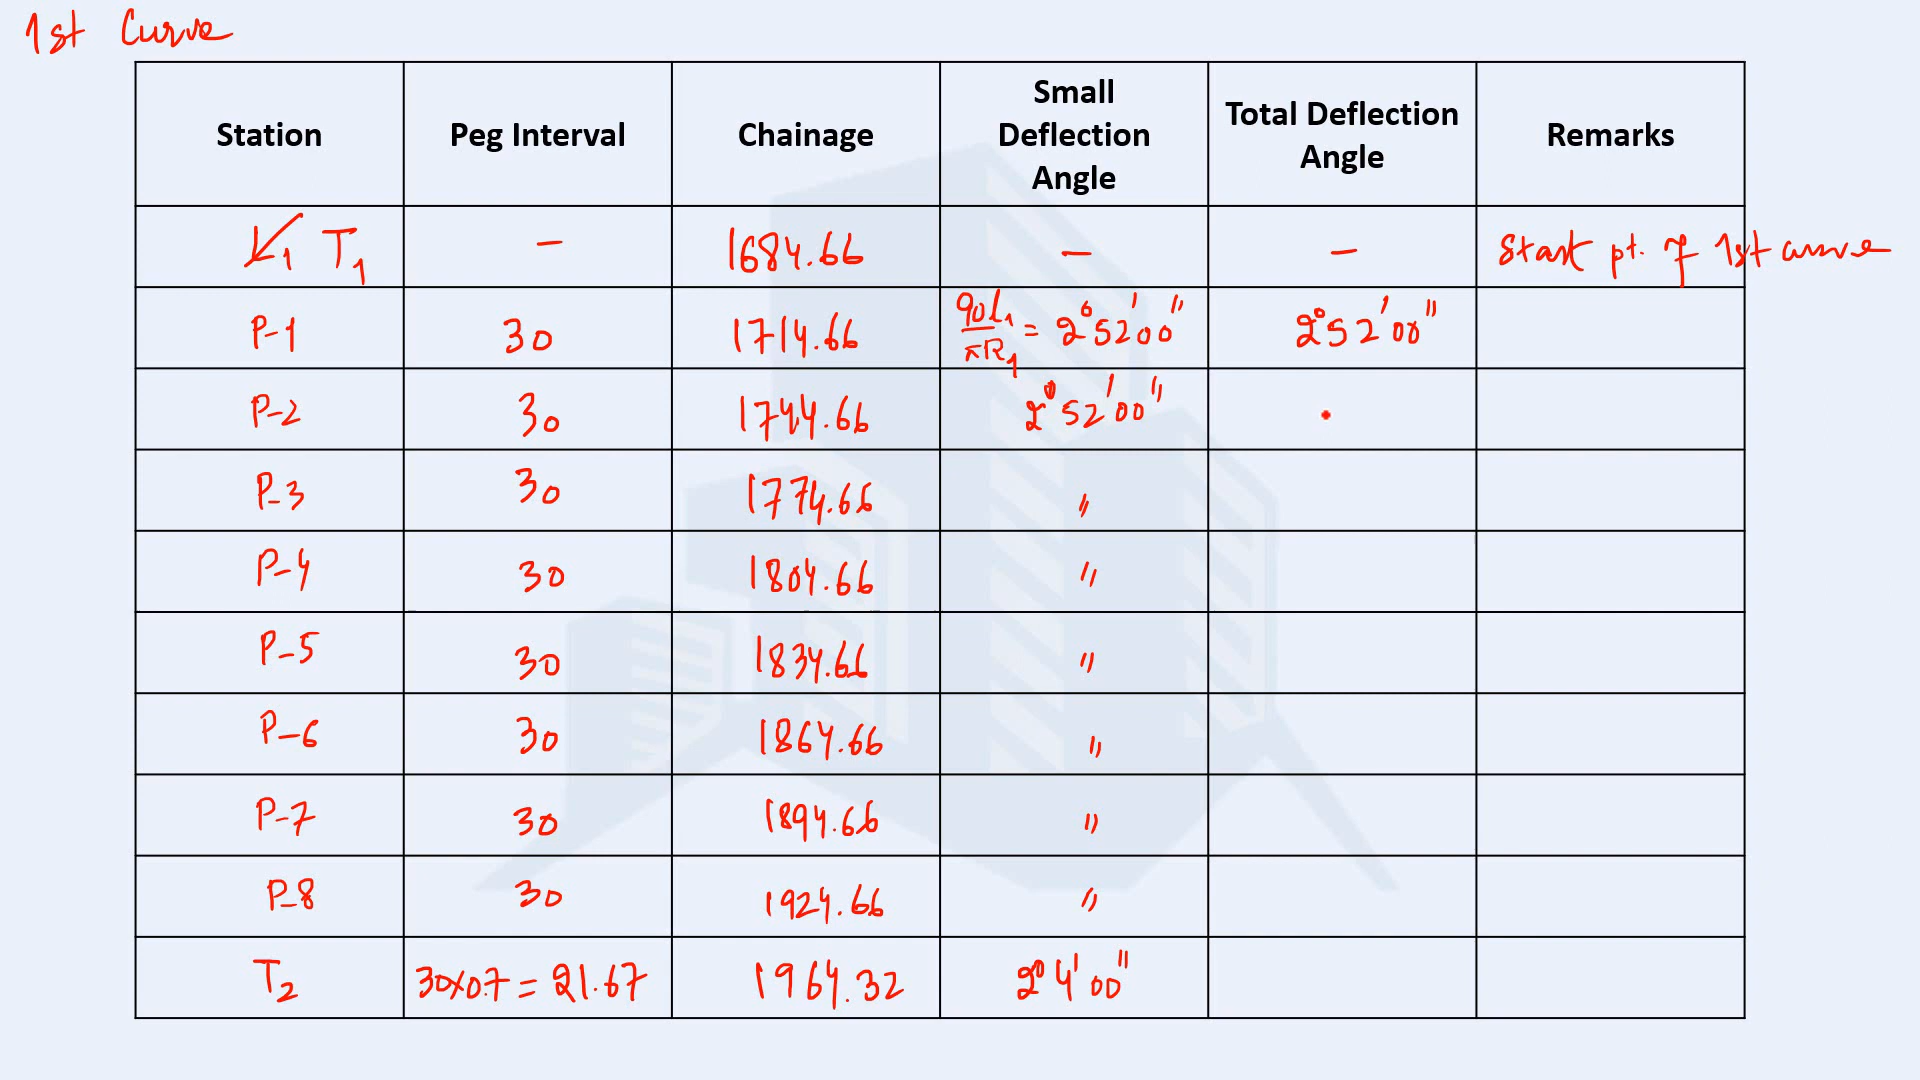 1st Curve
Station Peg Interval Chainage Small Deflection Angle Total Deflection Angle Remarks
T1 - 1684.66 - - Start pt. of 1st curve
P-1 30 1714.66 90l1/πR1 = 2°52'00" 2°52'00"
P-2 30 1744.66 2°52'00"
P-3 30 1774.66 "
P-4 30 1804.66 "
P-5 30 1834.66 "
P-6 30 1864.66 "
P-7 30 1894.66 "
P-8 30 1924.66 "
T2 30×0.7 = 21.67 1964.32 2°4'00"